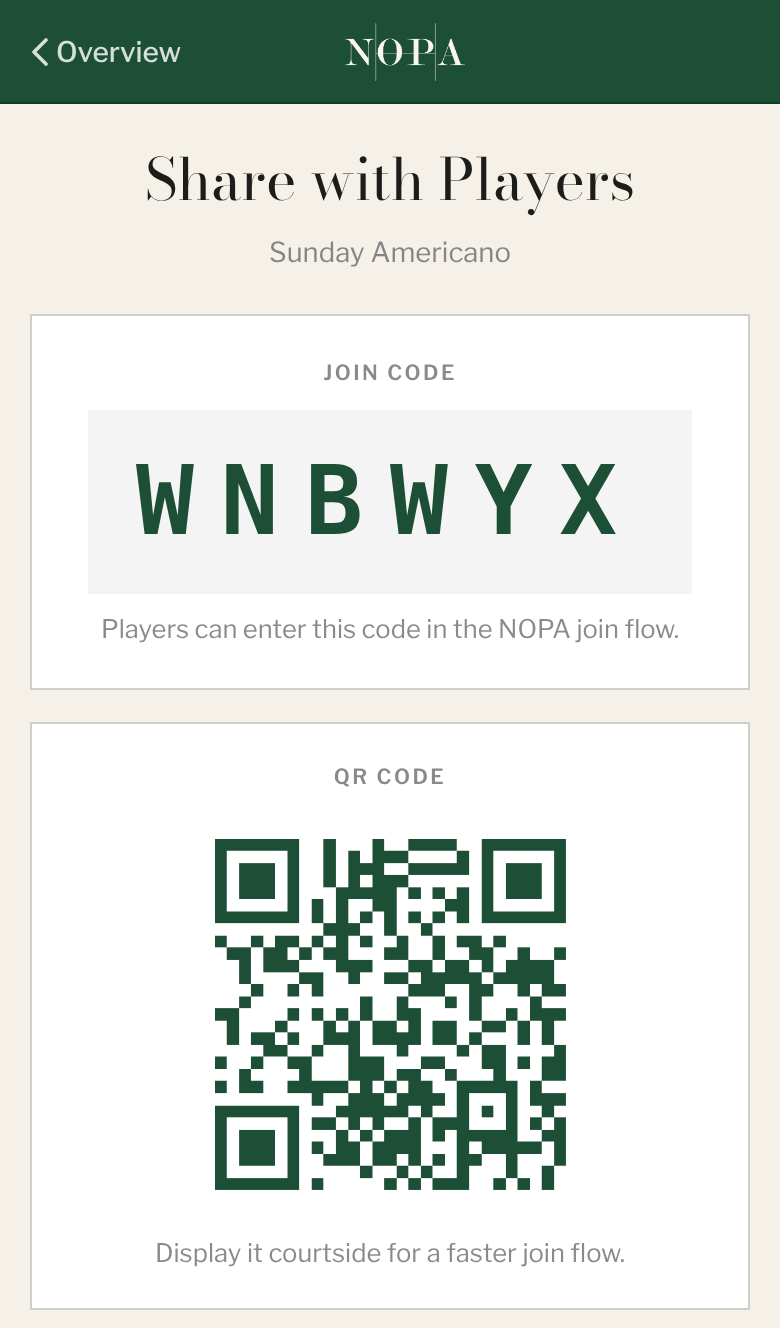 Overview
NOPA
Share with Players
Sunday Americano
JOIN CODE
WNBWYX
Players can enter this code in the NOPA join flow.
QR CODE
Display it courtside for a faster join flow.